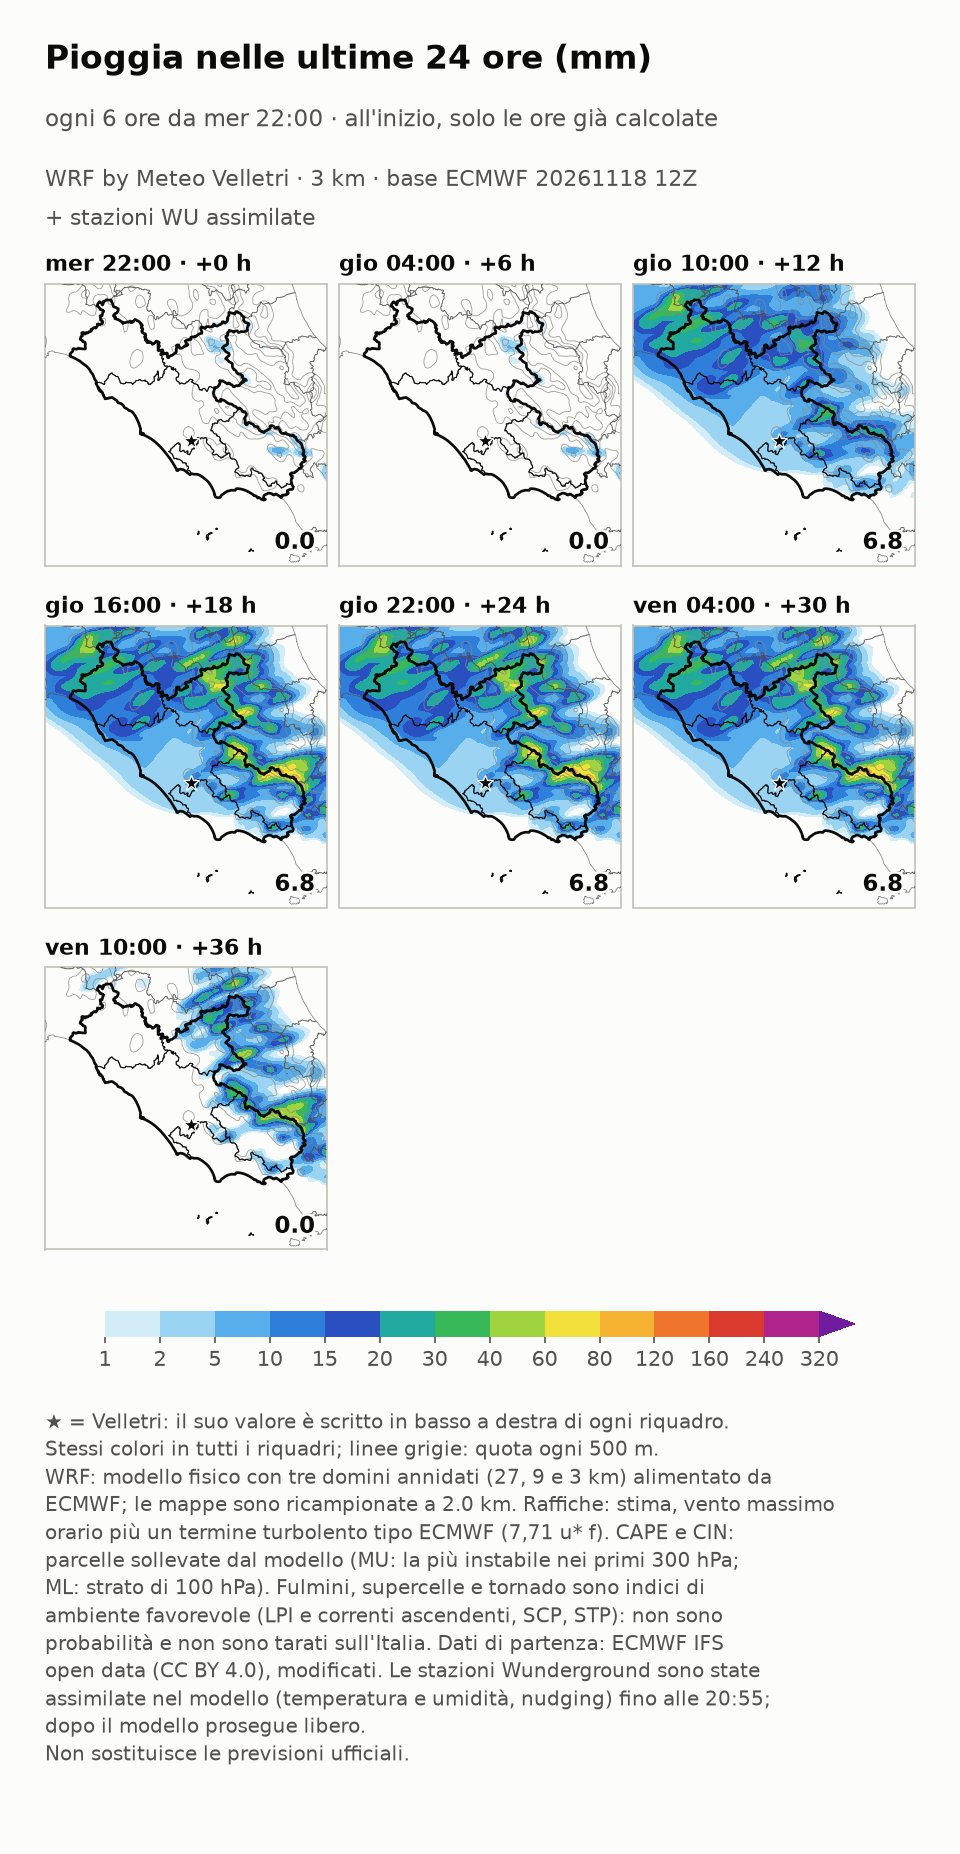 Pioggia nelle ultime 24 ore (mm)
ogni 6 ore da mer 22:00 · all'inizio, solo le ore già calcolate
WRF by Meteo Velletri · 3 km · base ECMWF 20261118 12Z
+ stazioni WU assimilate
mer 22:00 · +0 h
gio 04:00 · +6 h
gio 10:00 · +12 h
0.0
0.0
6.8
gio 16:00 · +18 h
gio 22:00 · +24 h
ven 04:00 · +30 h
6.8
6.8
6.8
ven 10:00 · +36 h
0.0
1 2 5 10 15 20 30 40 60 80 120 160 240 320
★ = Velletri: il suo valore è scritto in basso a destra di ogni riquadro.
Stessi colori in tutti i riquadri; linee grigie: quota ogni 500 m.
WRF: modello fisico con tre domini annidati (27, 9 e 3 km) alimentato da
ECMWF; le mappe sono ricampionate a 2.0 km. Raffiche: stima, vento massimo
orario più un termine turbolento tipo ECMWF (7,71 u* f). CAPE e CIN:
parcelle sollevate dal modello (MU: la più instabile nei primi 300 hPa;
ML: strato di 100 hPa). Fulmini, supercelle e tornado sono indici di
ambiente favorevole (LPI e correnti ascendenti, SCP, STP): non sono
probabilità e non sono tarati sull'Italia. Dati di partenza: ECMWF IFS
open data (CC BY 4.0), modificati. Le stazioni Wunderground sono state
assimilate nel modello (temperatura e umidità, nudging) fino alle 20:55;
dopo il modello prosegue libero.
Non sostituisce le previsioni ufficiali.